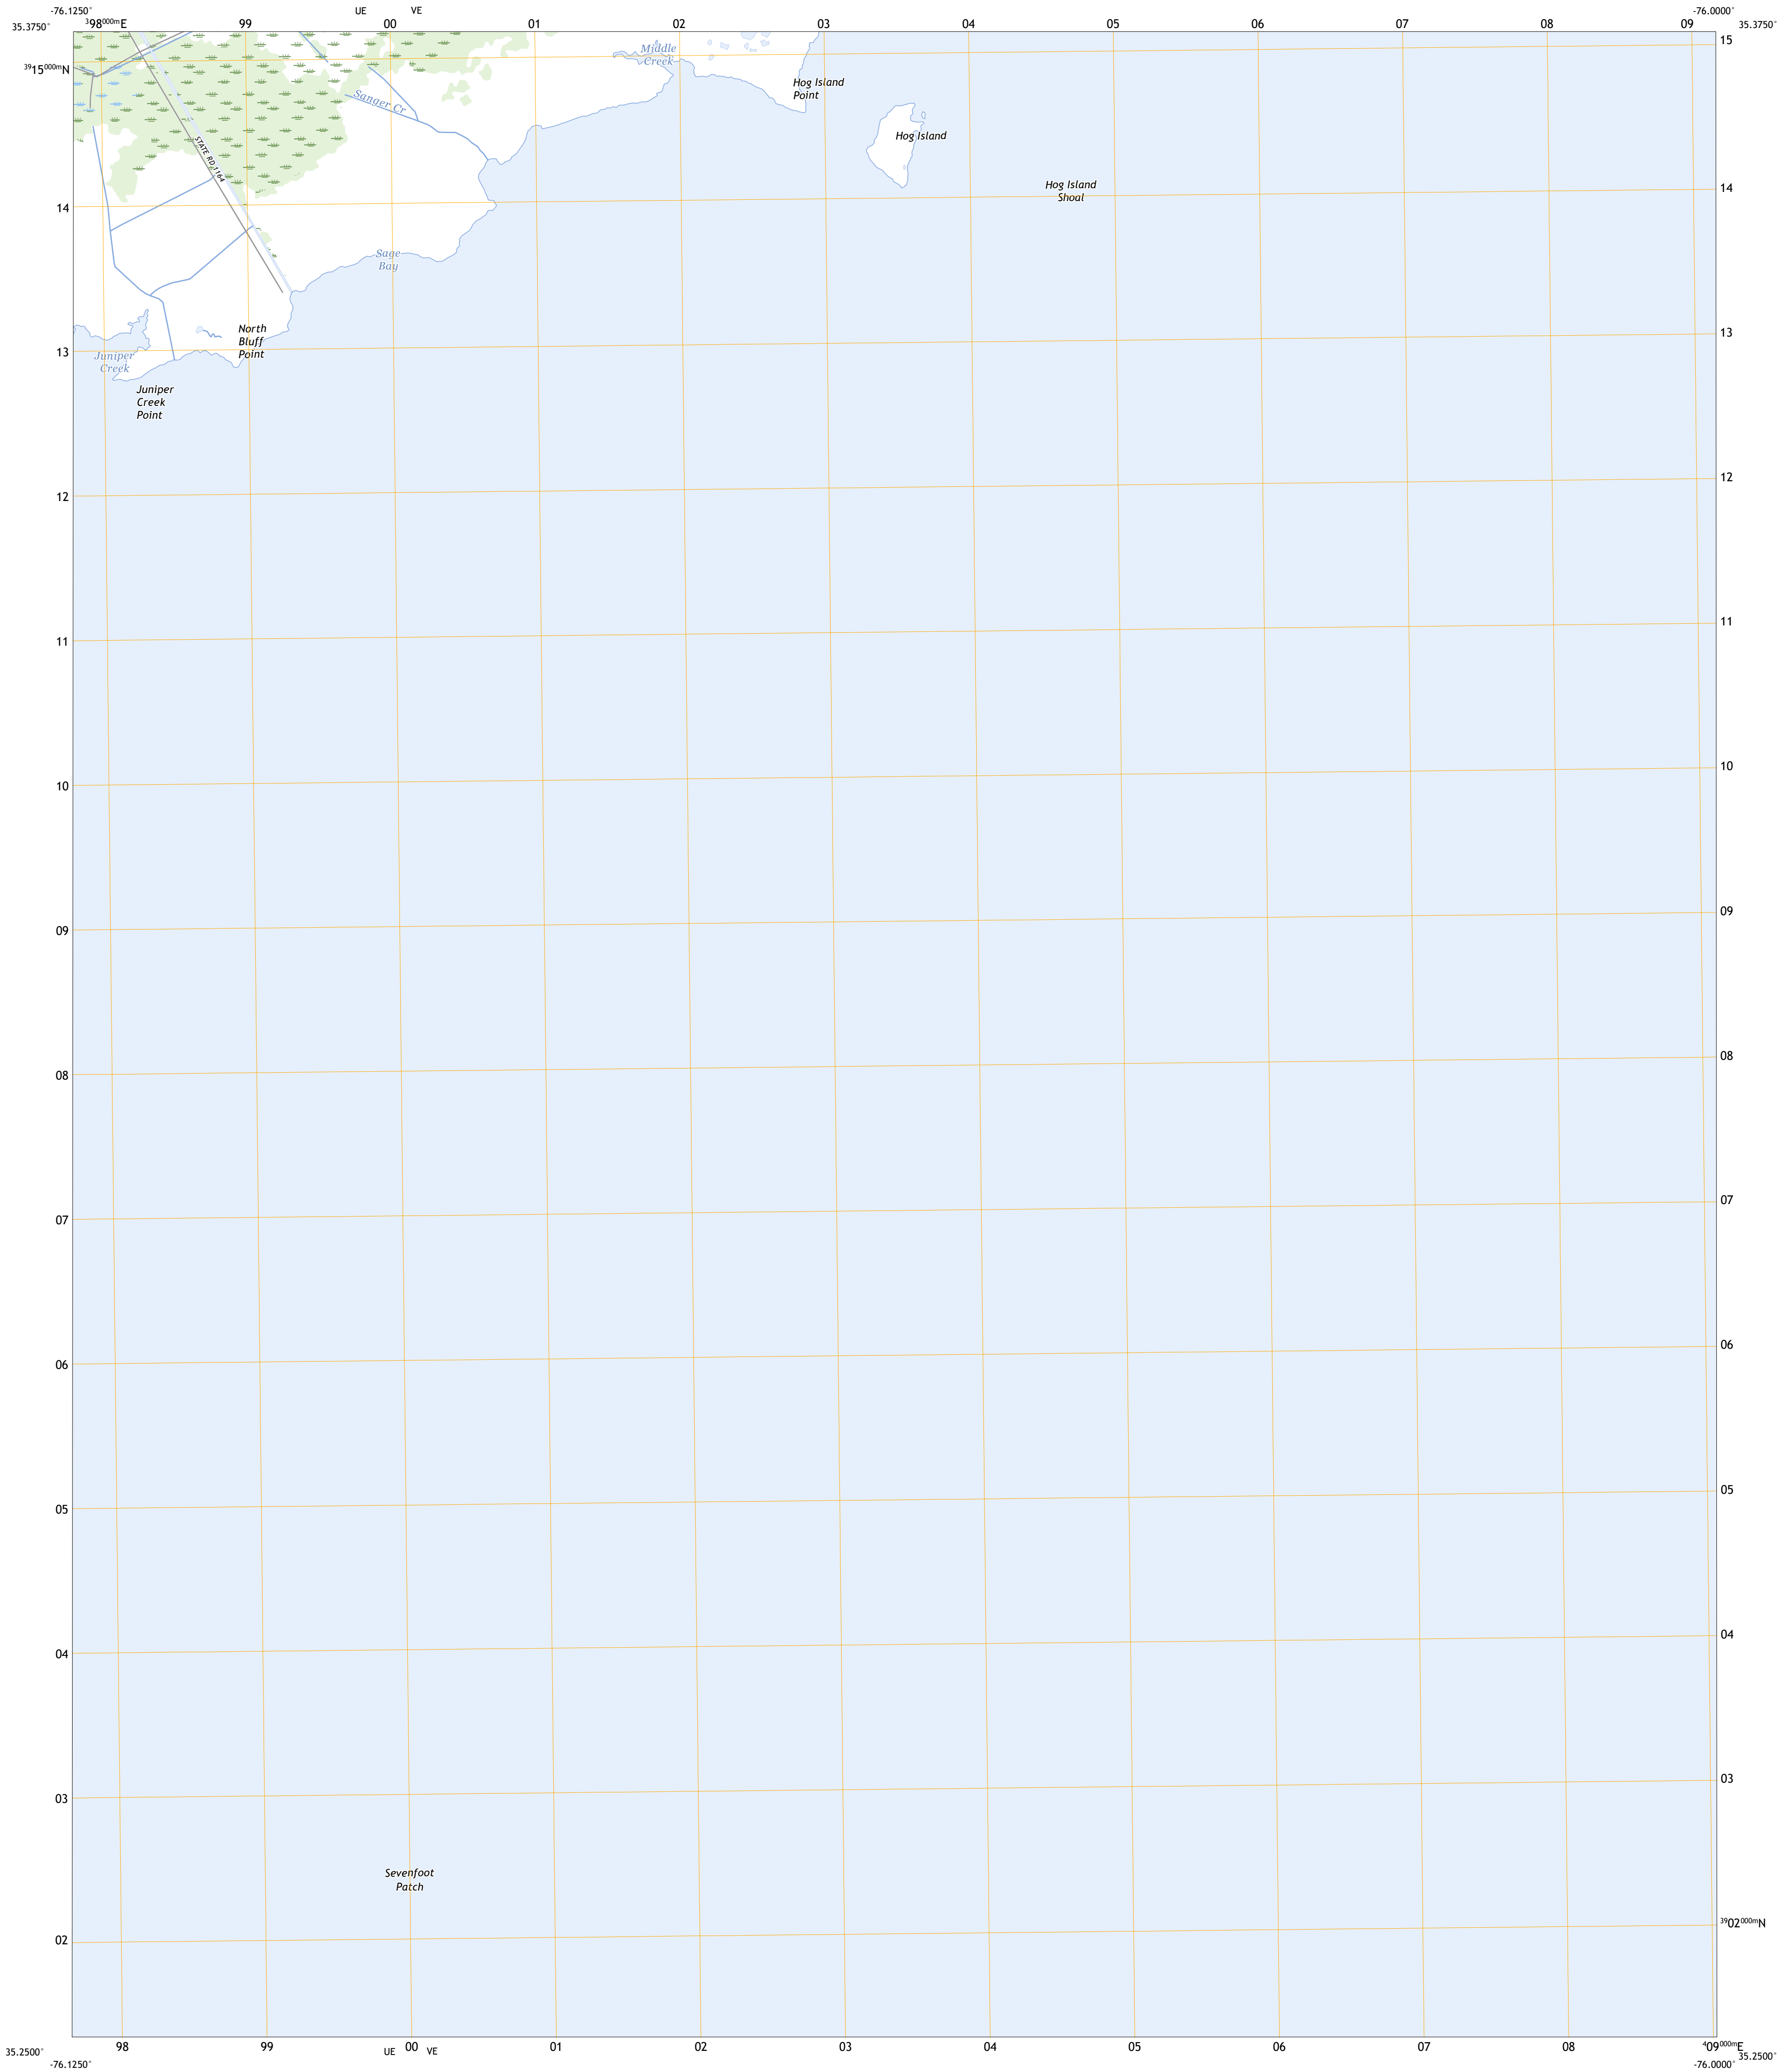 -76.1250° UE VE -76.0000°
35.3750° ³98⁰⁰⁰ᵐE 99 00 01 02 03 04 05 06 07 08 09 35.3750°
³⁹15⁰⁰⁰ᵐN 15
Middle
Creek
Hog Island
Point
Sanger Cr
Hog Island
STATE RD 1164
Hog Island
Shoal
14 14
Sage
Bay
North
Bluff
Point
13 13
Juniper
Creek
Juniper
Creek
Point
12 12
11 11
10 10
09 09
08 08
07 07
06 06
05 05
04 04
03 03
Sevenfoot
Patch
02 ³⁹02⁰⁰⁰ᵐN
98 99 00 01 02 03 04 05 06 07 08 ⁴09⁰⁰⁰ᵐE
35.2500° UE VE 35.2500°
-76.1250° -76.0000°